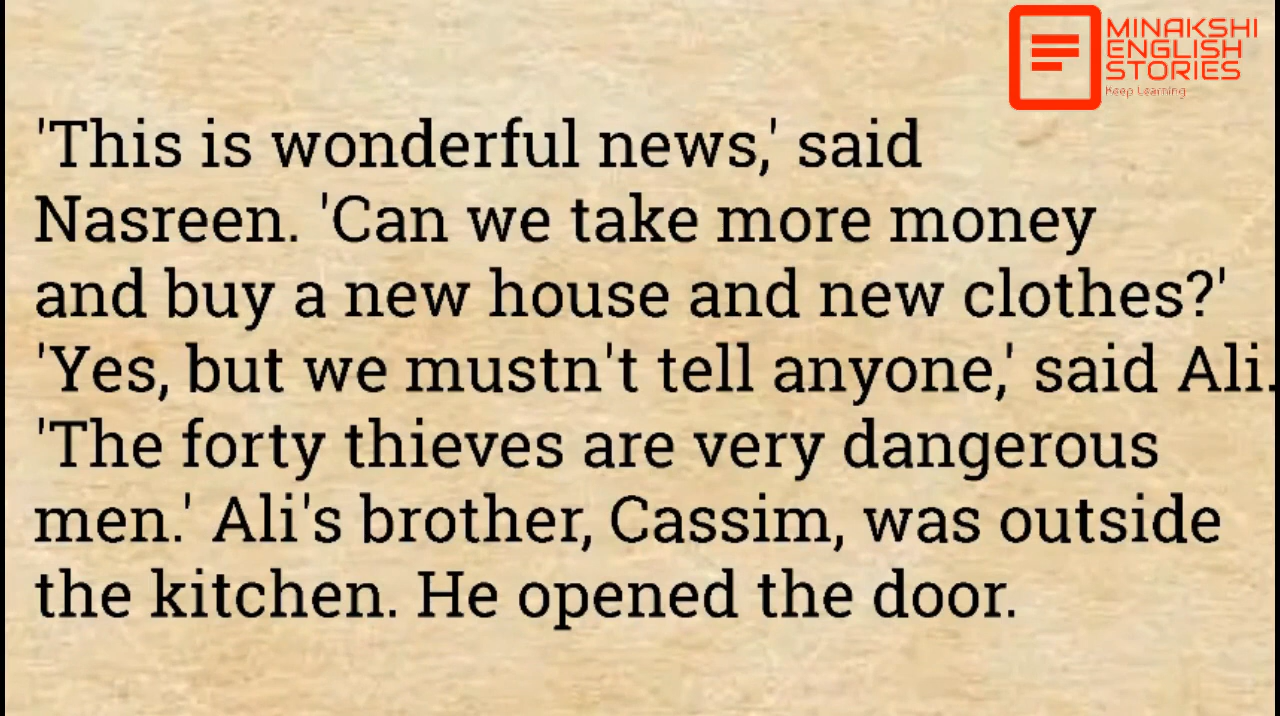 MINAKSHI
ENGLISH
STORIES
Keep Learning
'This is wonderful news,' said
Nasreen. 'Can we take more money
and buy a new house and new clothes?'
'Yes, but we mustn't tell anyone,' said Ali.
'The forty thieves are very dangerous
men.' Ali's brother, Cassim, was outside
the kitchen. He opened the door.